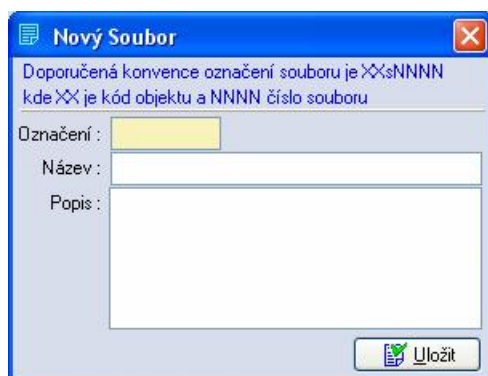 Nový Soubor
Doporučená konvence označení souboru je XXsNNNN
kde XX je kód objektu a NNNN číslo souboru
Označení :
Název :
Popis :
Uložit